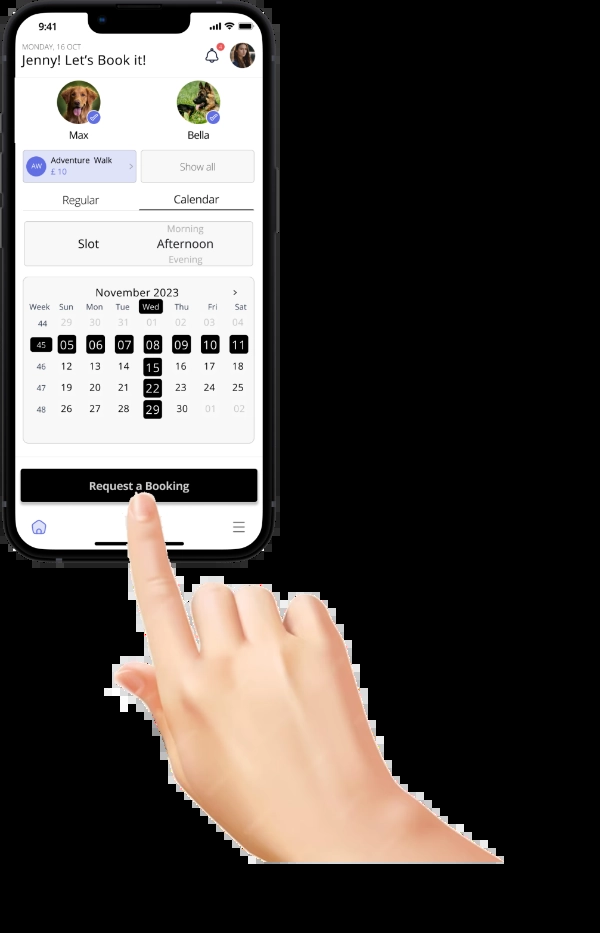 9:41
MONDAY, 16 OCT
Jenny! Let's Book it!
Max Bella
AW Adventure Walk
£ 10
Show all
Regular Calendar
Morning
Slot Afternoon
Evening
November 2023 >
Week Sun Mon Tue Wed Thu Fri Sat
44 29 30 31 01 02 03 04
45 05 06 07 08 09 10 11
46 12 13 14 15 16 17 18
47 19 20 21 22 23 24 25
48 26 27 28 29 30 01 02
Request a Booking